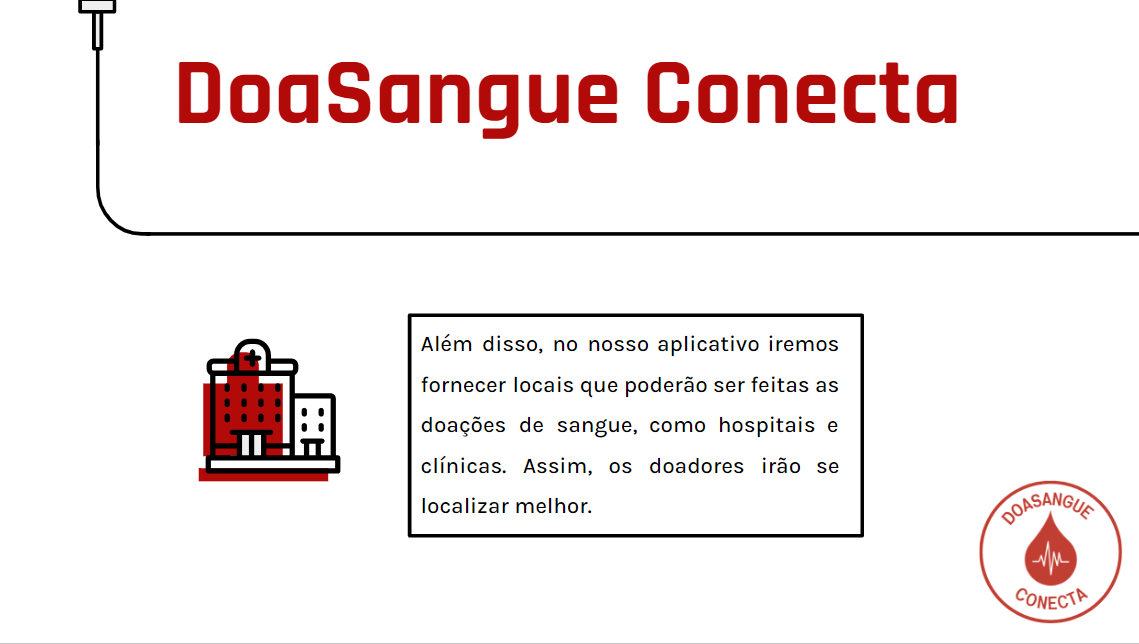 DoaSangue Conecta
Além disso, no nosso aplicativo iremos
fornecer locais que poderão ser feitas as
doações de sangue, como hospitais e
clínicas. Assim, os doadores irão se
localizar melhor.
DOASANGUE
CONECTA